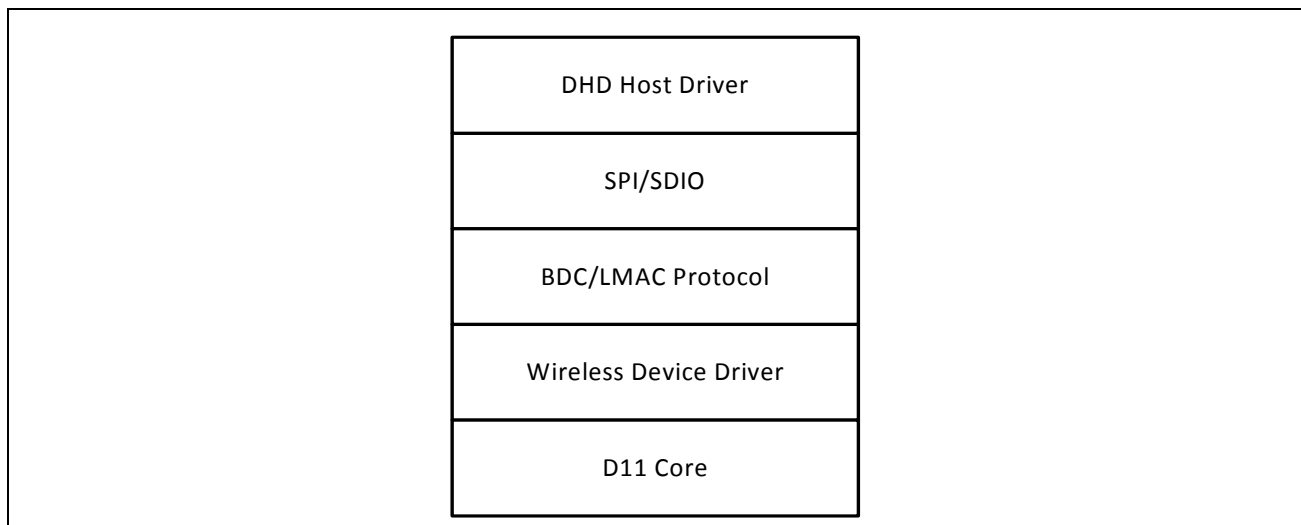 DHD Host Driver
SPI/SDIO
BDC/LMAC Protocol
Wireless Device Driver
D11 Core